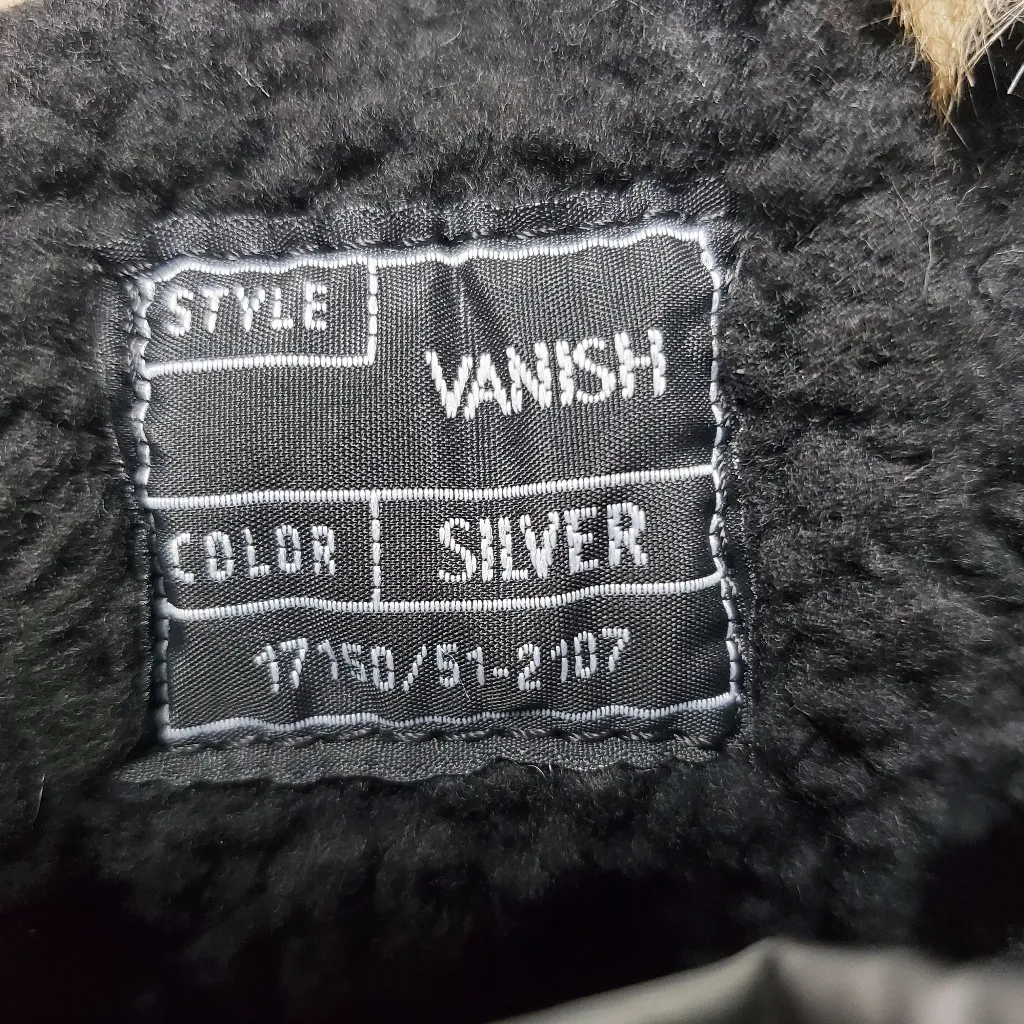 STYLE
VANISH
COLOR
SILVER
17150/51-2107